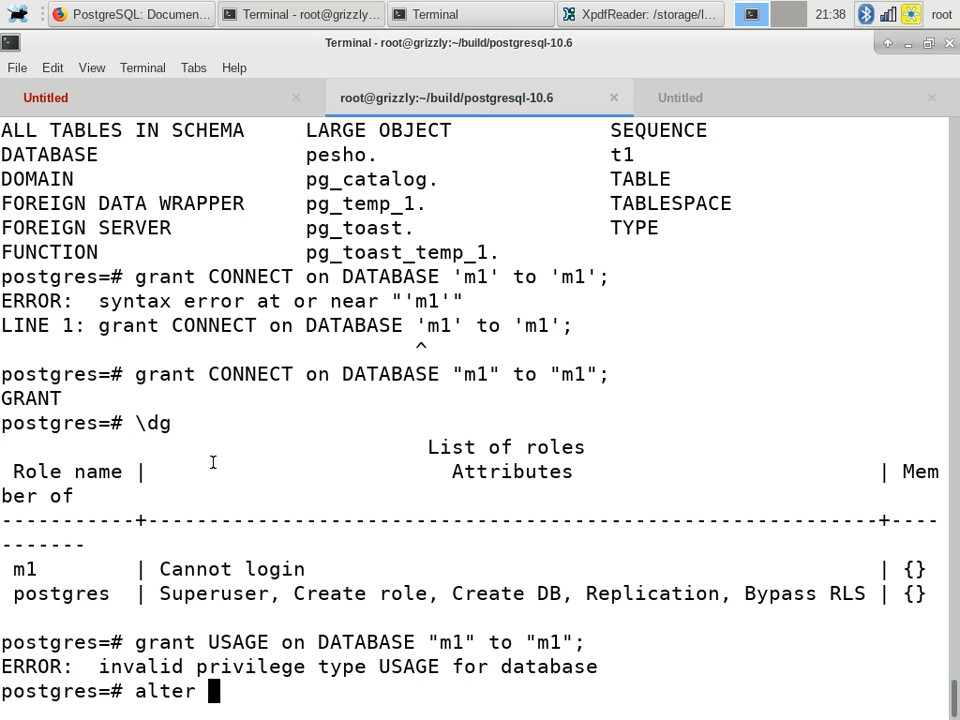 PostgreSQL: Documen... Terminal - root@grizzly:... Terminal XpdfReader: /storage/l... 21:38 root
Terminal - root@grizzly:~/build/postgresql-10.6
File Edit View Terminal Tabs Help
Untitled root@grizzly:~/build/postgresql-10.6 Untitled
ALL TABLES IN SCHEMA     LARGE OBJECT             SEQUENCE
DATABASE                 pesho.                   t1
DOMAIN                   pg_catalog.              TABLE
FOREIGN DATA WRAPPER     pg_temp_1.               TABLESPACE
FOREIGN SERVER           pg_toast.                TYPE
FUNCTION                 pg_toast_temp_1.
postgres=# grant CONNECT on DATABASE 'm1' to 'm1';
ERROR:  syntax error at or near "'m1'"
LINE 1: grant CONNECT on DATABASE 'm1' to 'm1';
                                  ^
postgres=# grant CONNECT on DATABASE "m1" to "m1";
GRANT
postgres=# \dg
                                   List of roles
 Role name |                         Attributes                         | Mem
ber of
-----------+------------------------------------------------------------+----
-------
 m1        | Cannot login                                               | {}
 postgres  | Superuser, Create role, Create DB, Replication, Bypass RLS | {}
postgres=# grant USAGE on DATABASE "m1" to "m1";
ERROR:  invalid privilege type USAGE for database
postgres=# alter